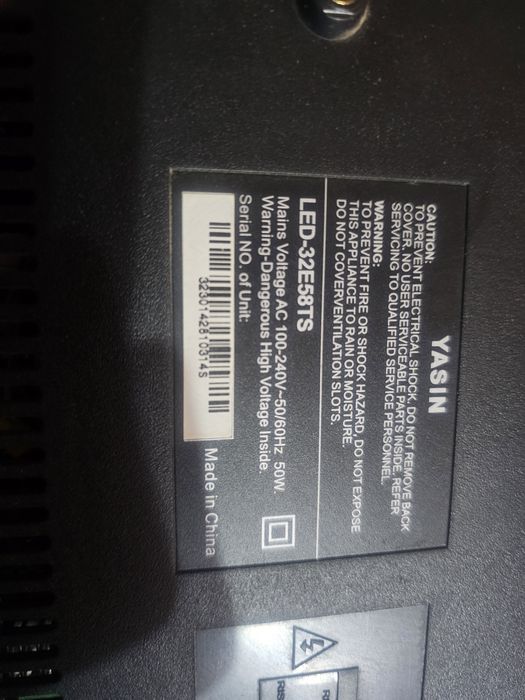 YASIN
CAUTION:
TO PREVENT ELECTRICAL SHOCK, DO NOT REMOVE BACK
COVER. NO USER SERVICEABLE PARTS INSIDE. REFER
SERVICING TO QUALIFIED SERVICE PERSONNEL.
WARNING:
TO PREVENT FIRE OR SHOCK HAZARD, DO NOT EXPOSE
THIS APPLIANCE TO RAIN OR MOISTURE.
DO NOT COVERVENTILATION SLOTS.
LED-32E58TS
Mains Voltage AC 100-240V~50/60Hz 50W.
Warning-Dangerous High Voltage Inside.
Serial NO. of Unit:
3230142810314S
Made in China